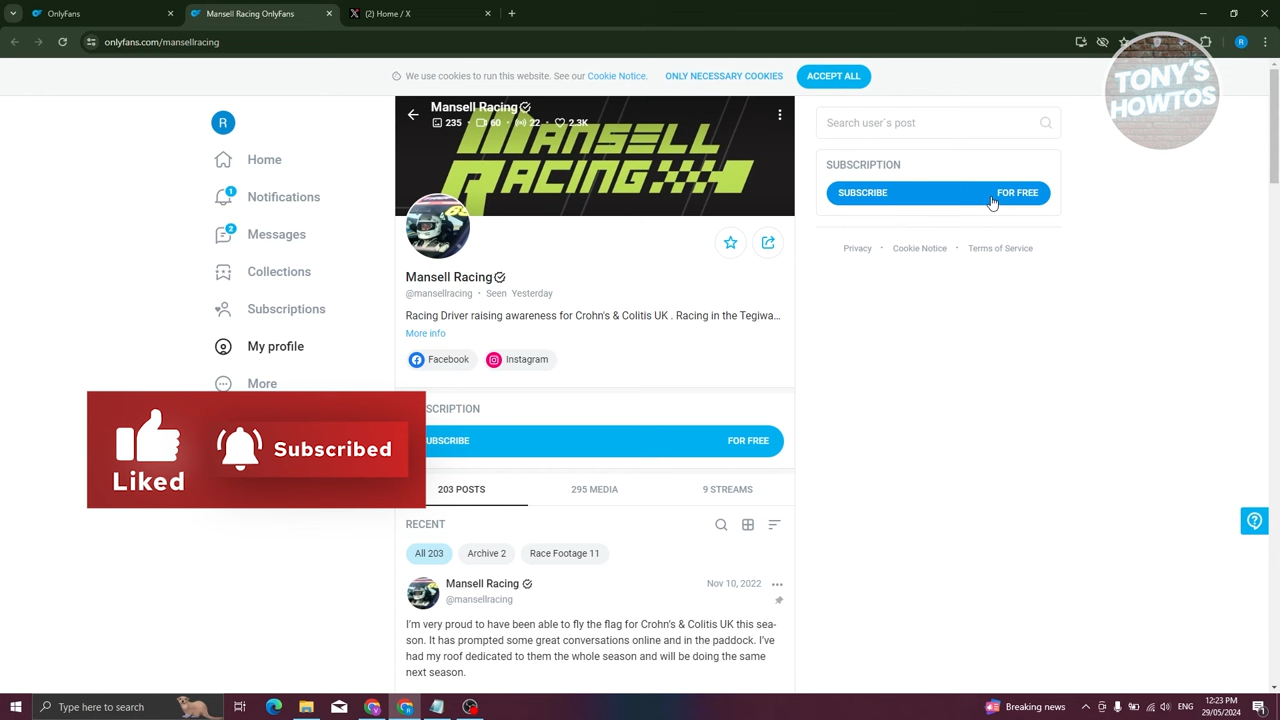 OnlyFans
Mansell Racing OnlyFans
(2) Home / X
onlyfans.com/mansellracing
R
We use cookies to run this website. See our Cookie Notice.
ONLY NECESSARY COOKIES
ACCEPT ALL
TONY'S
HOWTOS
R
Home
1
Notifications
2
Messages
Collections
Subscriptions
My profile
More
Mansell Racing
235 · 60 · 22 · 2.3K
MANSELL
RACING
Mansell Racing
@mansellracing · Seen Yesterday
Racing Driver raising awareness for Crohn's & Colitis UK . Racing in the Tegiwa...
More info
Facebook
Instagram
SCRIPTION
UBSCRIBE
FOR FREE
203 POSTS
295 MEDIA
9 STREAMS
RECENT
All 203
Archive 2
Race Footage 11
Mansell Racing
Nov 10, 2022
@mansellracing
I'm very proud to have been able to fly the flag for Crohn's & Colitis UK this sea-
son. It has prompted some great conversations online and in the paddock. I've
had my roof dedicated to them the whole season and will be doing the same
next season.
Search user`s post
SUBSCRIPTION
SUBSCRIBE
FOR FREE
Privacy · Cookie Notice · Terms of Service
Liked
Subscribed
Type here to search
Earnings upcoming
12:23 PM
29/05/2024